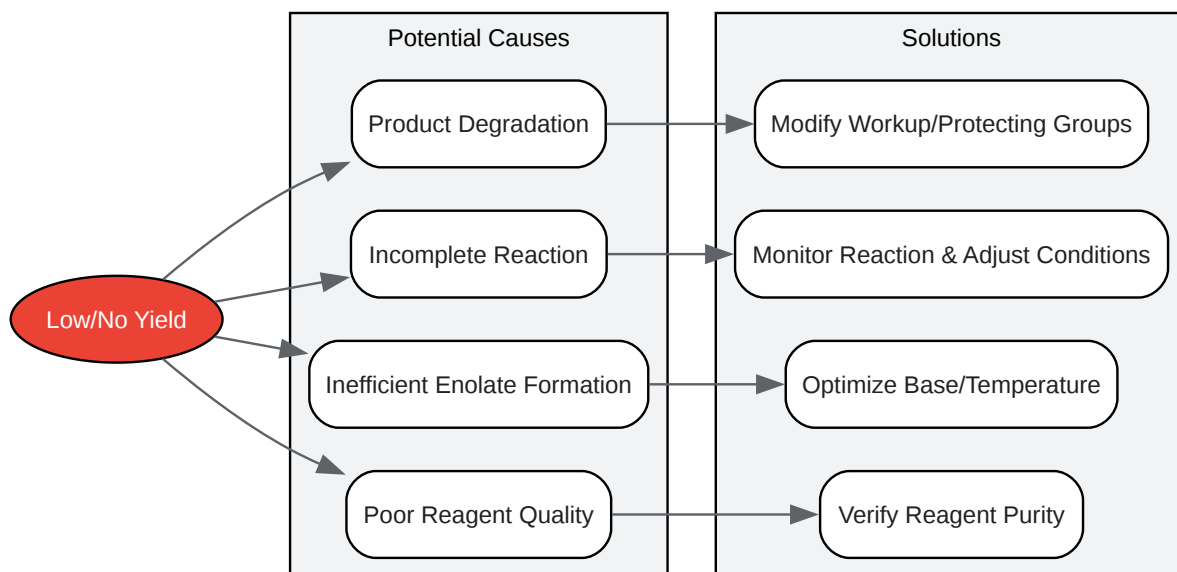 Potential Causes
Solutions
Product Degradation
Modify Workup/Protecting Groups
Incomplete Reaction
Monitor Reaction & Adjust Conditions
Low/No Yield
Inefficient Enolate Formation
Optimize Base/Temperature
Poor Reagent Quality
Verify Reagent Purity